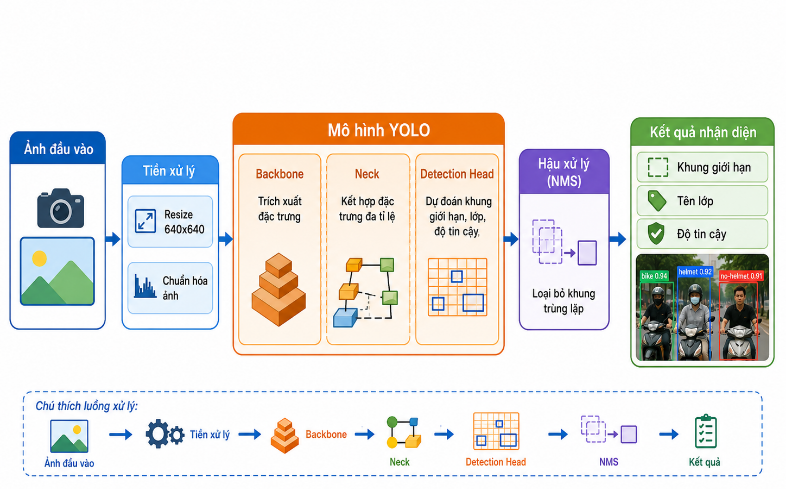 Ảnh đầu vào
Tiền xử lý
Resize
640x640
Chuẩn hóa
ảnh
Mô hình YOLO
Backbone
Trích xuất
đặc trưng
Neck
Kết hợp đặc
trưng đa tỉ lệ
Detection Head
Dự đoán khung
giới hạn, lớp,
độ tin cậy.
Hậu xử lý
(NMS)
Loại bỏ khung
trùng lặp
Kết quả nhận diện
Khung giới hạn
Tên lớp
Độ tin cậy
bike 0.94
helmet 0.92
no-helmet 0.91
Chú thích luồng xử lý:
Ảnh đầu vào
Tiền xử lý
Backbone
Neck
Detection Head
NMS
Kết quả